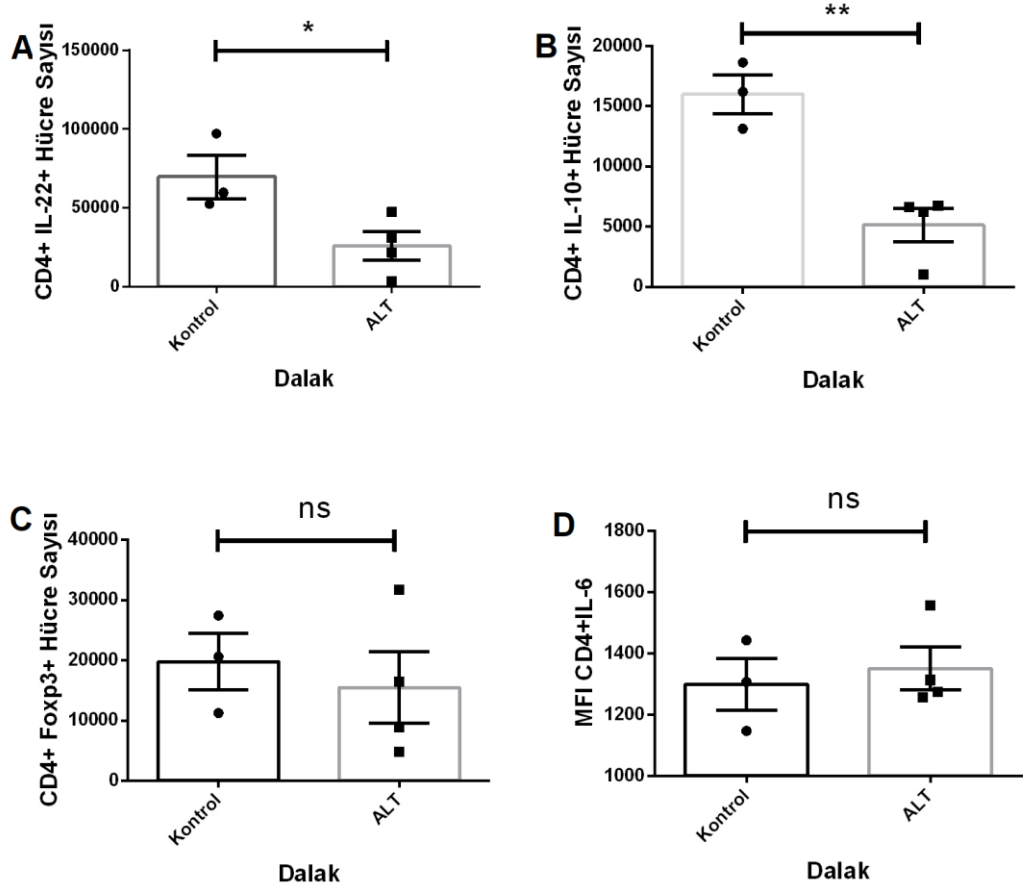 A
CD4+ IL-22+ Hücre Sayısı
150000
100000
50000
0
*
Kontrol
ALT
Dalak
B
CD4+ IL-10+ Hücre Sayısı
20000
15000
10000
5000
0
**
Kontrol
ALT
Dalak
C
CD4+ Foxp3+ Hücre Sayısı
40000
30000
20000
10000
0
ns
Kontrol
ALT
Dalak
D
MFI CD4+IL-6
1800
1600
1400
1200
1000
ns
Kontrol
ALT
Dalak